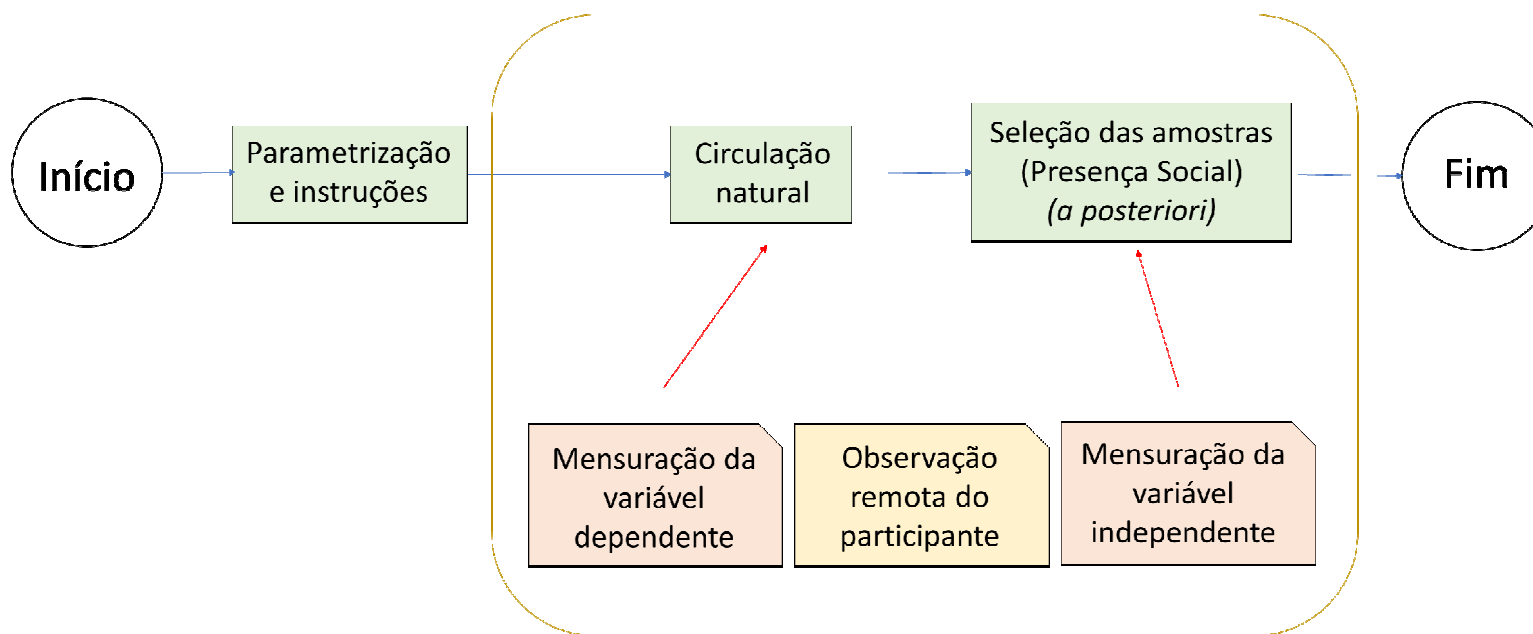 Início
Parametrização
e instruções
Circulação
natural
Seleção das amostras
(Presença Social)
(a posteriori)
Fim
Mensuração da
variável
dependente
Observação
remota do
participante
Mensuração da
variável
independente